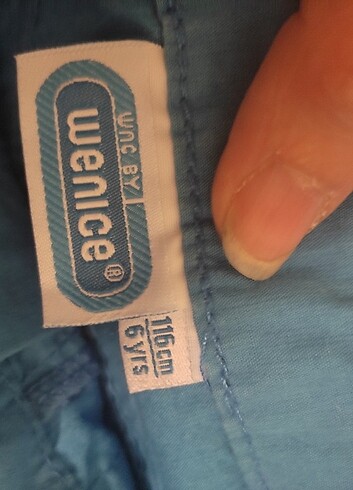 wnc BY
wenice®
116cm
6 yrs